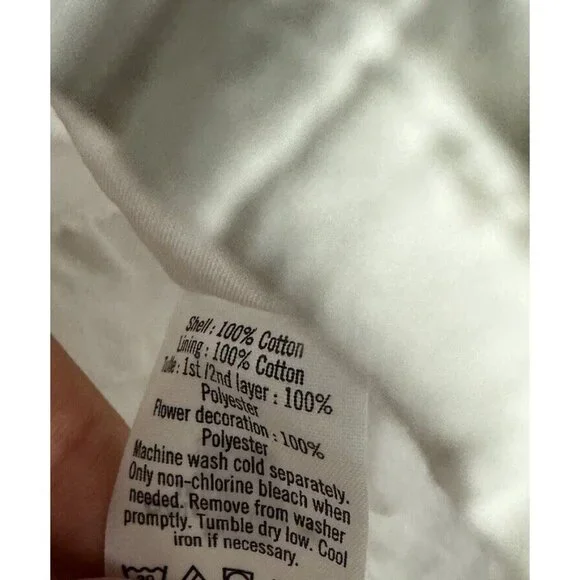 Shell : 100% Cotton
Lining : 100% Cotton
Tulle : 1st /2nd layer : 100%
Polyester
Flower decoration : 100%
Polyester
Machine wash cold separately.
Only non-chlorine bleach when
needed. Remove from washer
promptly. Tumble dry low. Cool
iron if necessary.
30